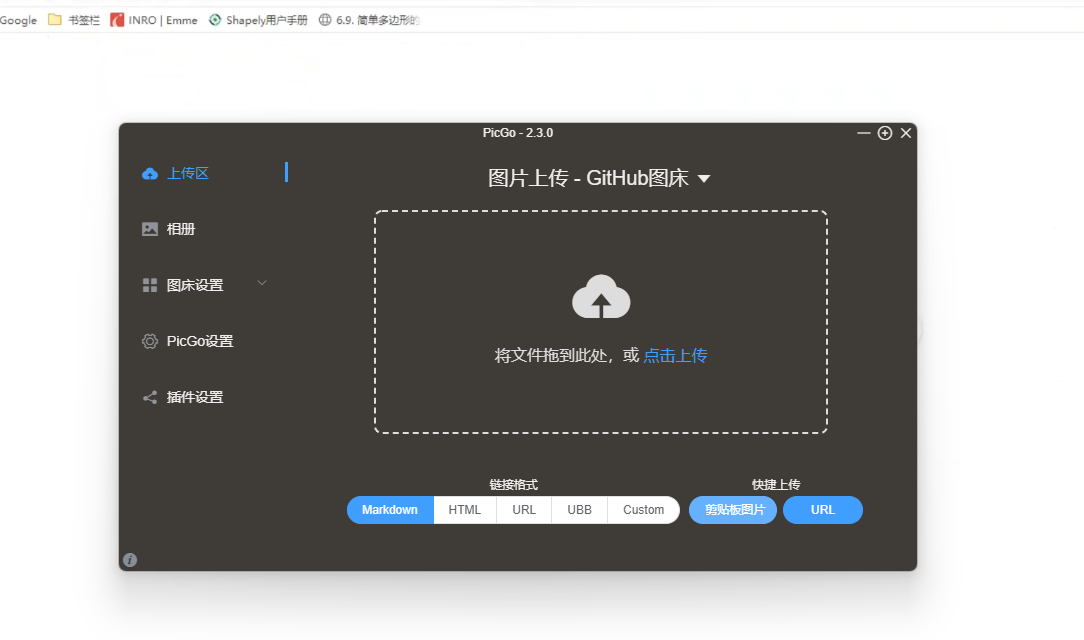 Google 书签栏 INRO | Emme Shapely用户手册 6.9. 简单多边形的
PicGo - 2.3.0
上传区
图片上传 - GitHub图床
相册
图床设置
PicGo设置
插件设置
将文件拖到此处，或 点击上传
链接格式 快捷上传
Markdown HTML URL UBB Custom 剪贴板图片 URL
i